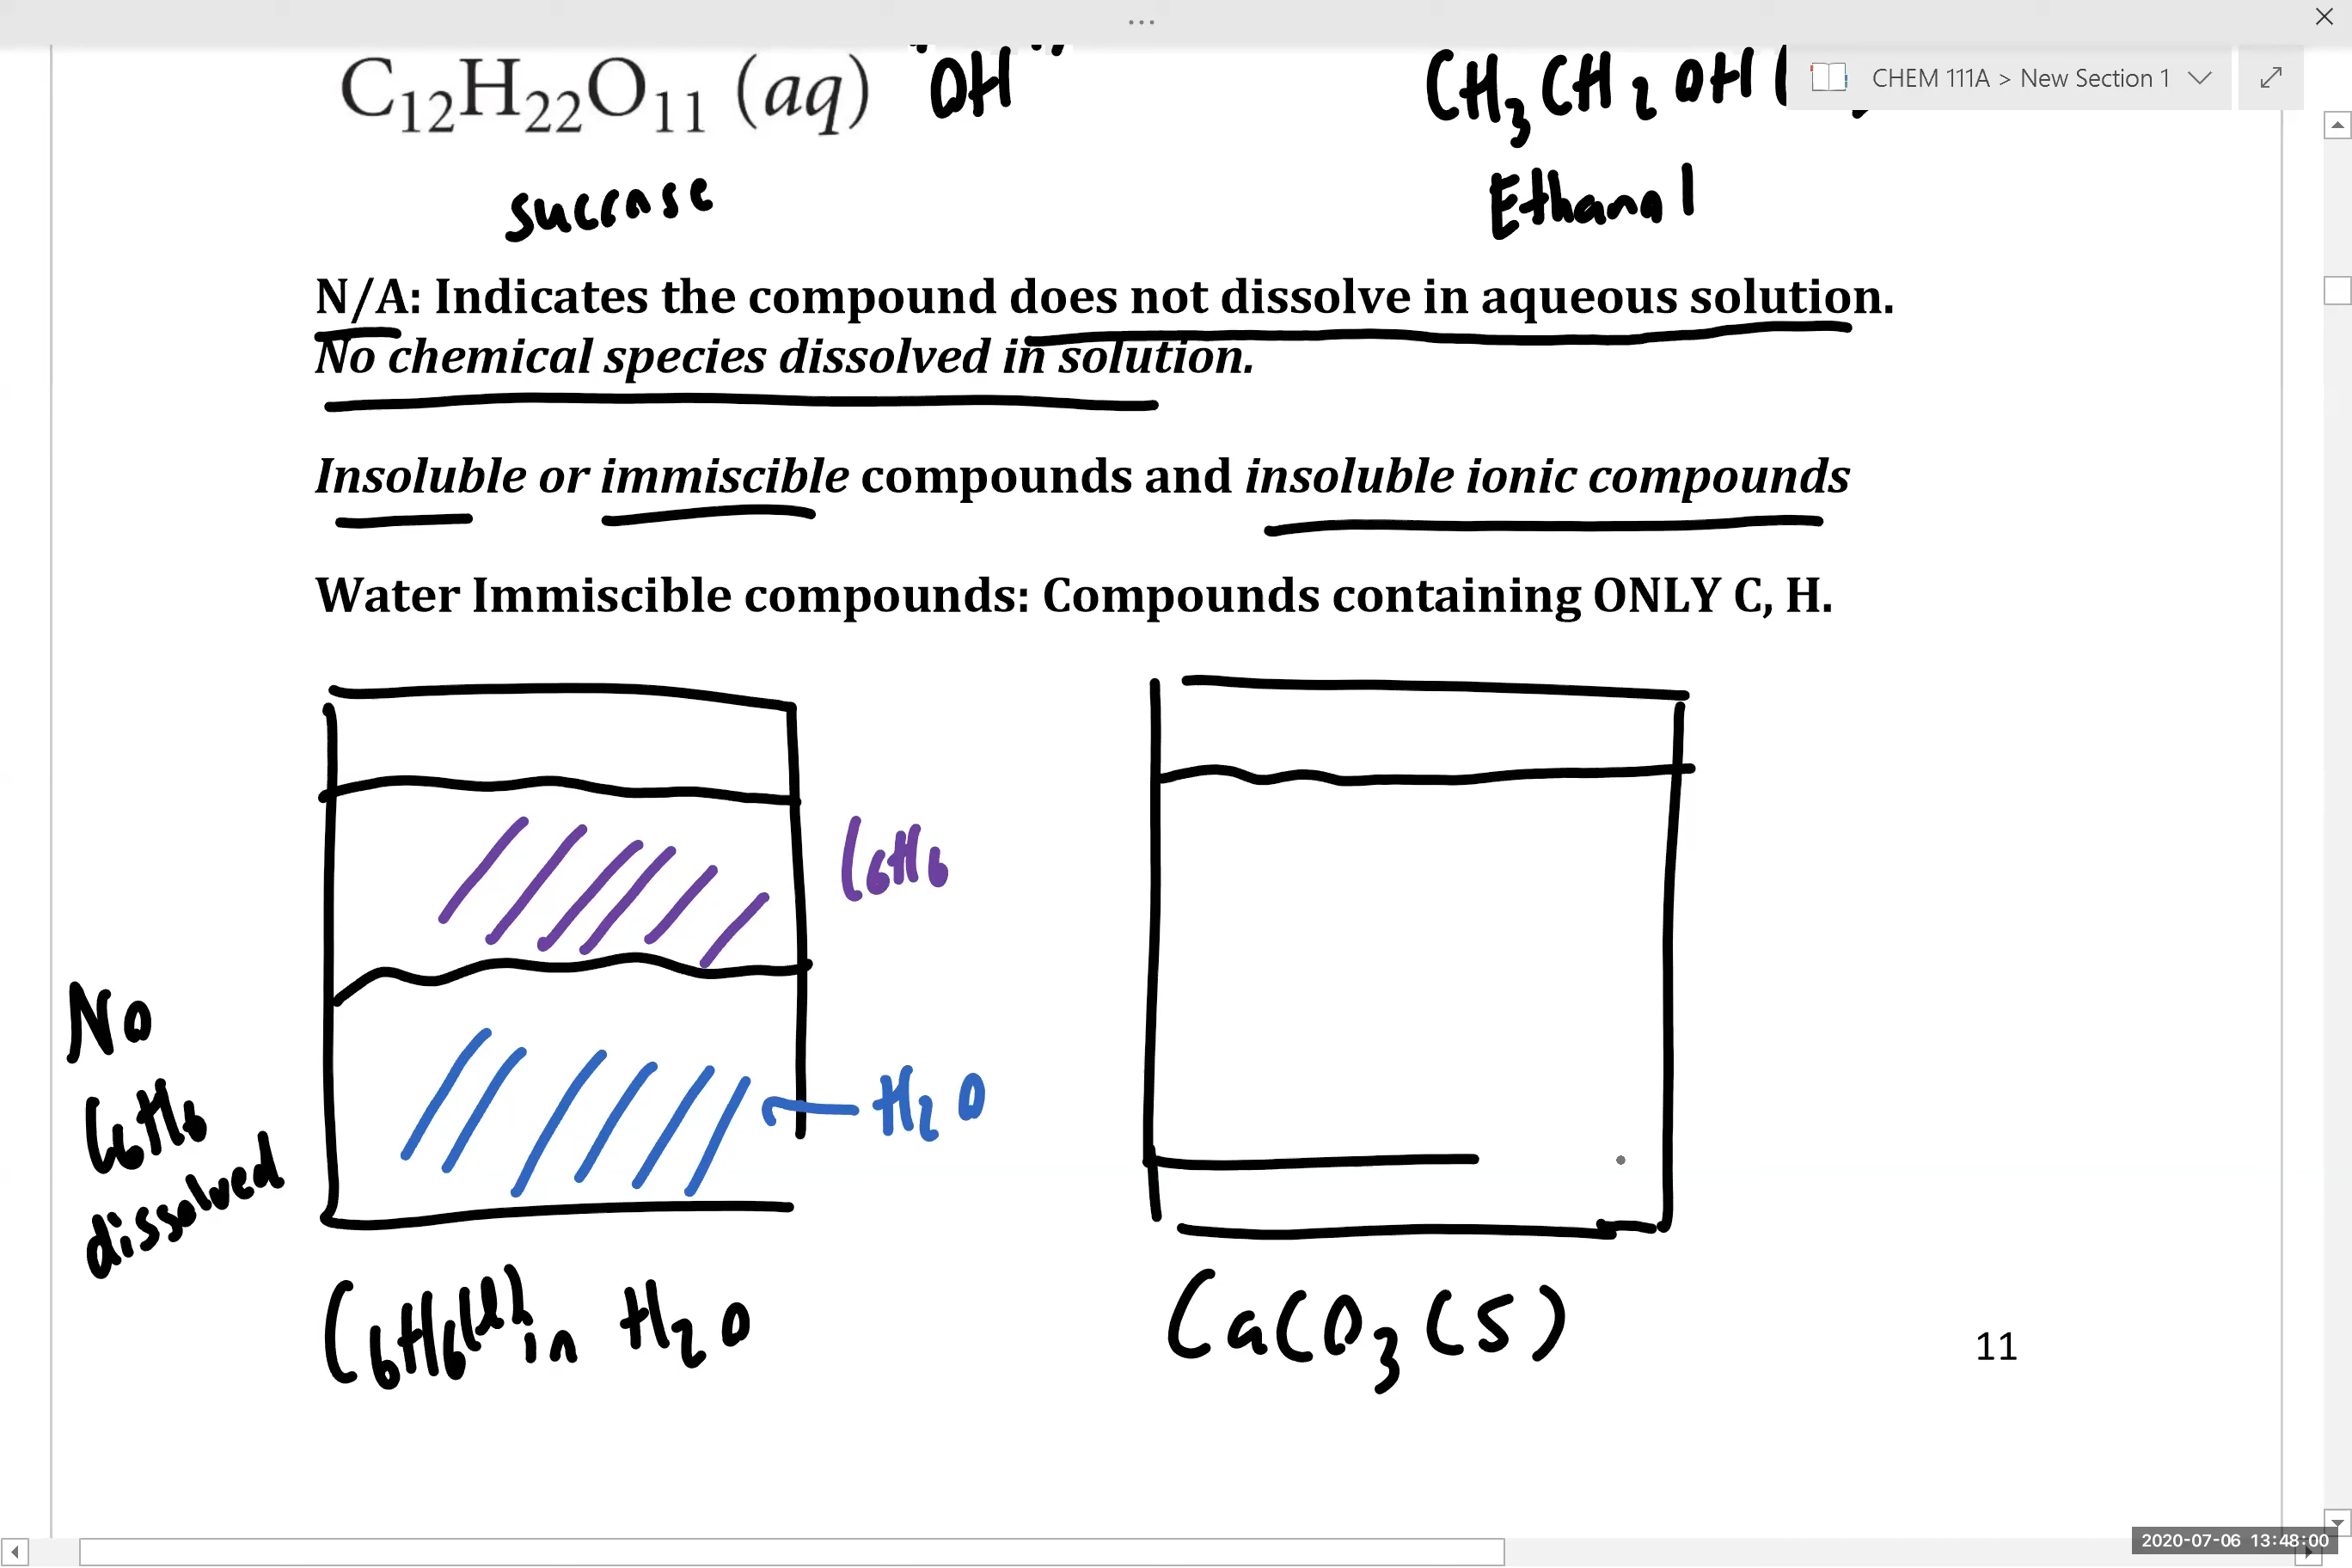 CHEM 111A > New Section 1
C₁₂H₂₂O₁₁ (aq) "OH" CH₃CH₂OH (
sucrose Ethanol
N/A: Indicates the compound does not dissolve in aqueous solution.
No chemical species dissolved in solution.
Insoluble or immiscible compounds and insoluble ionic compounds
Water Immiscible compounds: Compounds containing ONLY C, H.
C₆H₆
No
C₆H₆
dissolved
H₂O
C₆H₆(l) in H₂O
CaCO₃(s)
11
2020-07-06 13:48:00